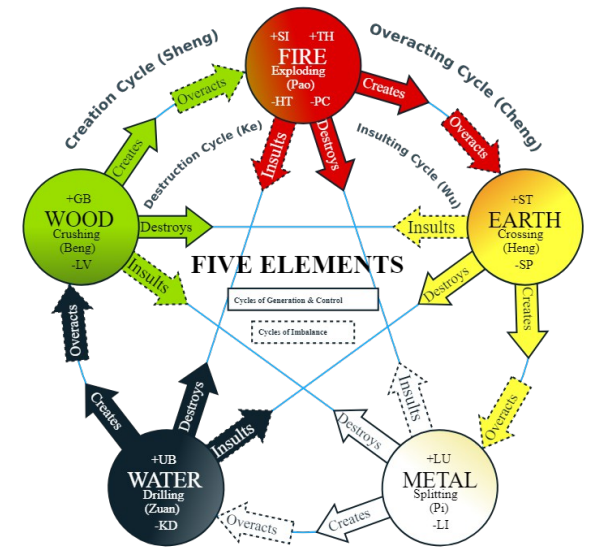 Creation Cycle (Sheng)
Overacting Cycle (Cheng)
Destruction Cycle (Ke)
Insulting Cycle (Wu)
+SI +TH
FIRE
Exploding
(Pao)
-HT -PC
Creates
Overacts
Insults
Destroys
+GB
WOOD
Crushing
(Beng)
-LV
Creates
Overacts
Destroys
Insults
+ST
EARTH
Crossing
(Heng)
-SP
Insults
Destroys
Creates
Overacts
FIVE ELEMENTS
Cycles of Generation & Control
Cycles of Imbalance
+UB
WATER
Drilling
(Zuan)
-KD
Overacts
Creates
Destroys
Insults
+LU
METAL
Splitting
(Pi)
-LI
Insults
Destroys
Creates
Overacts